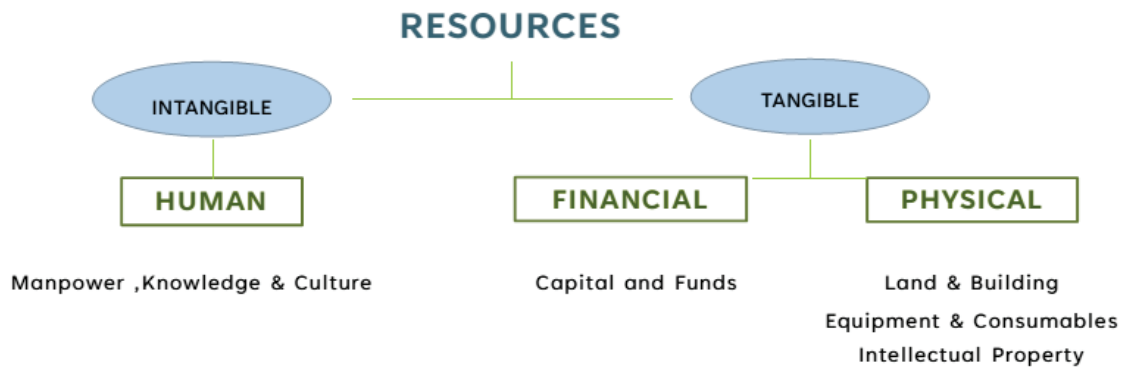 RESOURCES
INTANGIBLE
TANGIBLE
HUMAN
FINANCIAL
PHYSICAL
Manpower ,Knowledge & Culture
Capital and Funds
Land & Building
Equipment & Consumables
Intellectual Property